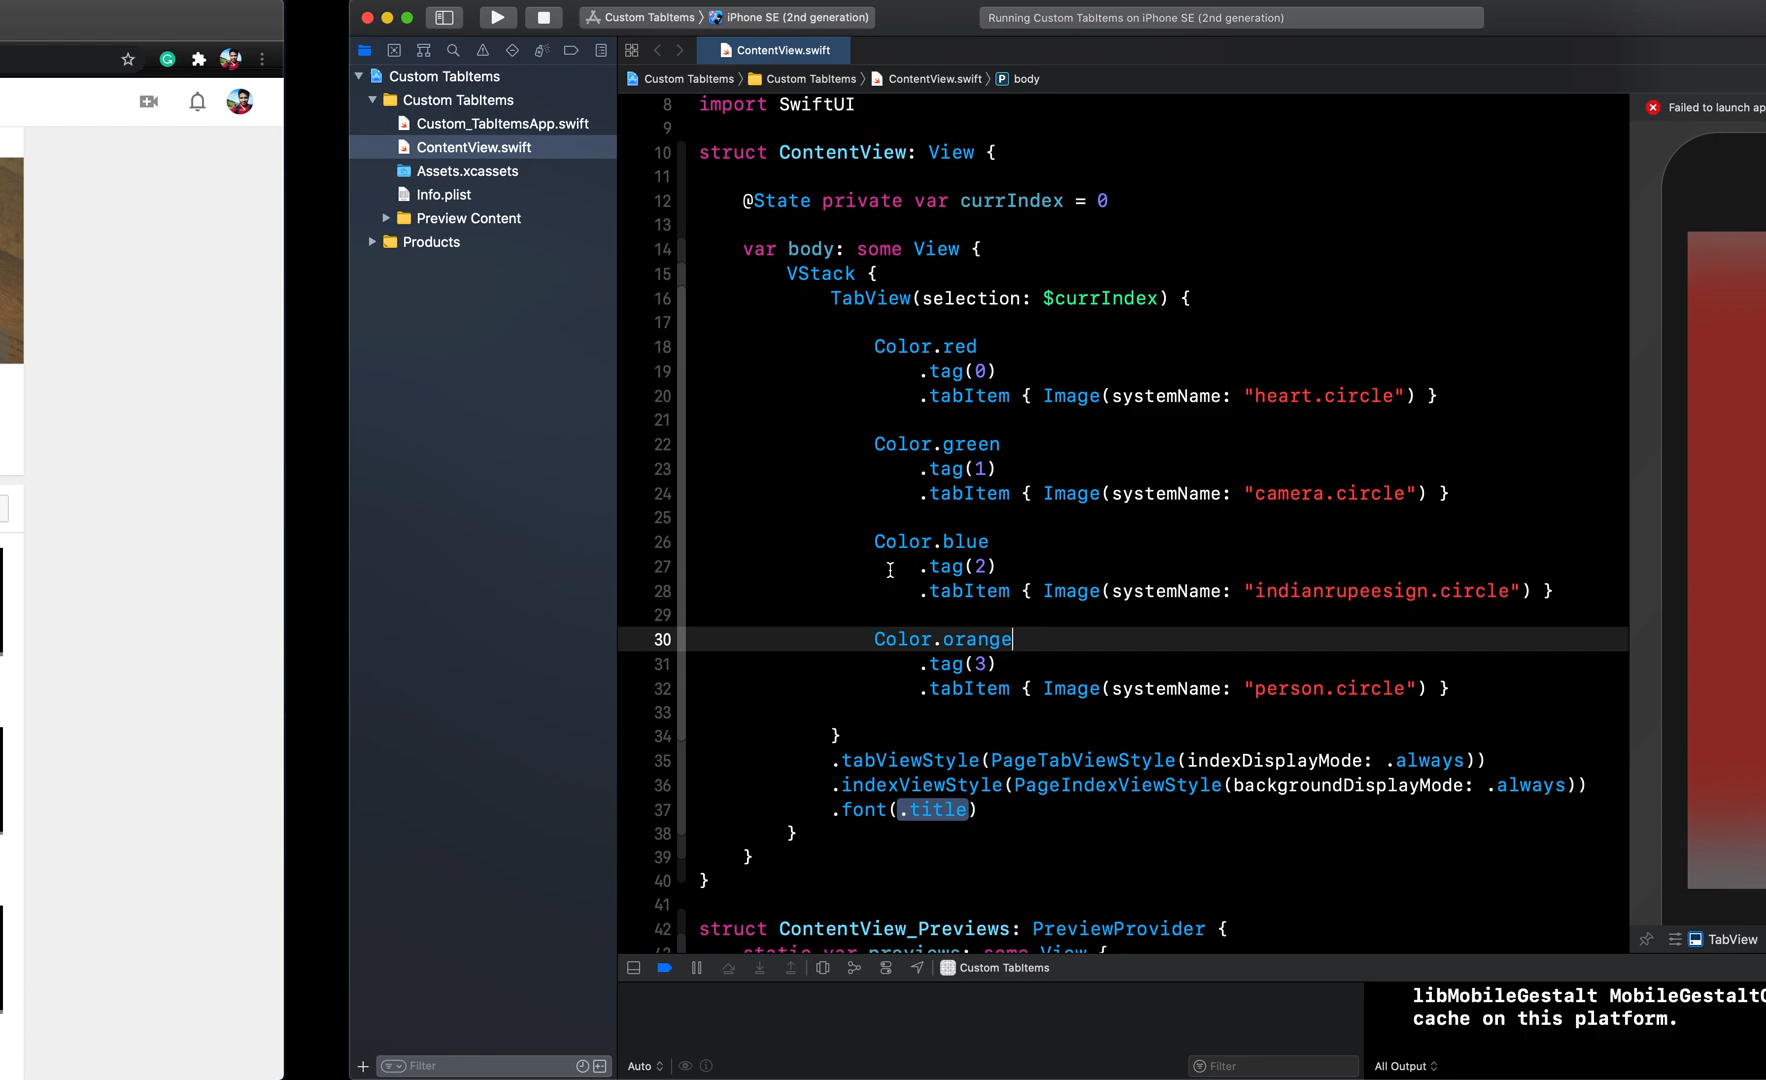 Custom TabItems
iPhone SE (2nd generation)
Running Custom TabItems on iPhone SE (2nd generation)
ContentView.swift
Custom TabItems
Custom TabItems
Custom_TabItemsApp.swift
ContentView.swift
Assets.xcassets
Info.plist
Preview Content
Products
Custom TabItems
Custom TabItems
ContentView.swift
P body
8 import SwiftUI
9
10 struct ContentView: View {
11
12 @State private var currIndex = 0
13
14 var body: some View {
15 VStack {
16 TabView(selection: $currIndex) {
17
18 Color.red
19 .tag(0)
20 .tabItem { Image(systemName: "heart.circle") }
21
22 Color.green
23 .tag(1)
24 .tabItem { Image(systemName: "camera.circle") }
25
26 Color.blue
27 .tag(2)
28 .tabItem { Image(systemName: "indianrupeesign.circle") }
29
30 Color.orange
31 .tag(3)
32 .tabItem { Image(systemName: "person.circle") }
33
34 }
35 .tabViewStyle(PageTabViewStyle(indexDisplayMode: .always))
36 .indexViewStyle(PageIndexViewStyle(backgroundDisplayMode: .always))
37 .font(.title)
38 }
39 }
40 }
41
42 struct ContentView_Previews: PreviewProvider {
static var previews: some View {
Failed to launch ap
TabView
Custom TabItems
libMobileGestalt MobileGestalt
cache on this platform.
Filter
Auto
Filter
All Output